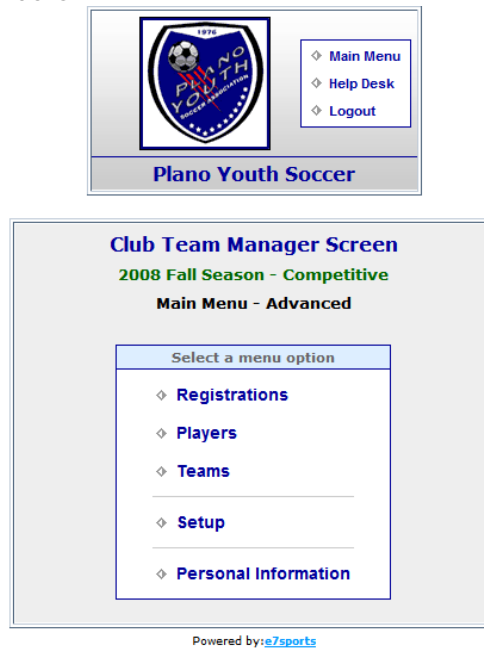 1976
PLANO
YOUTH
SOCCER ASSOCIATION
Main Menu
Help Desk
Logout
Plano Youth Soccer
Club Team Manager Screen
2008 Fall Season - Competitive
Main Menu - Advanced
Select a menu option
Registrations
Players
Teams
Setup
Personal Information
Powered by:e7sports